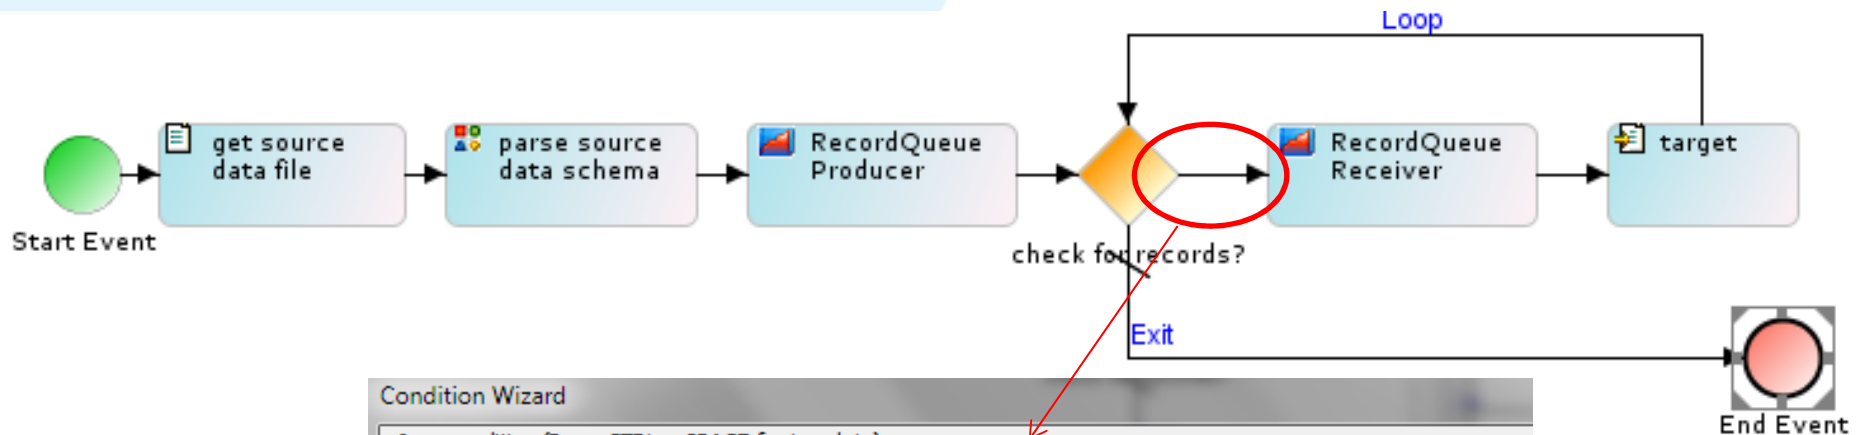 Loop
get source
data file
parse source
data schema
RecordQueue
Producer
RecordQueue
Receiver
target
Start Event
check for records?
Exit
Condition Wizard
End Event